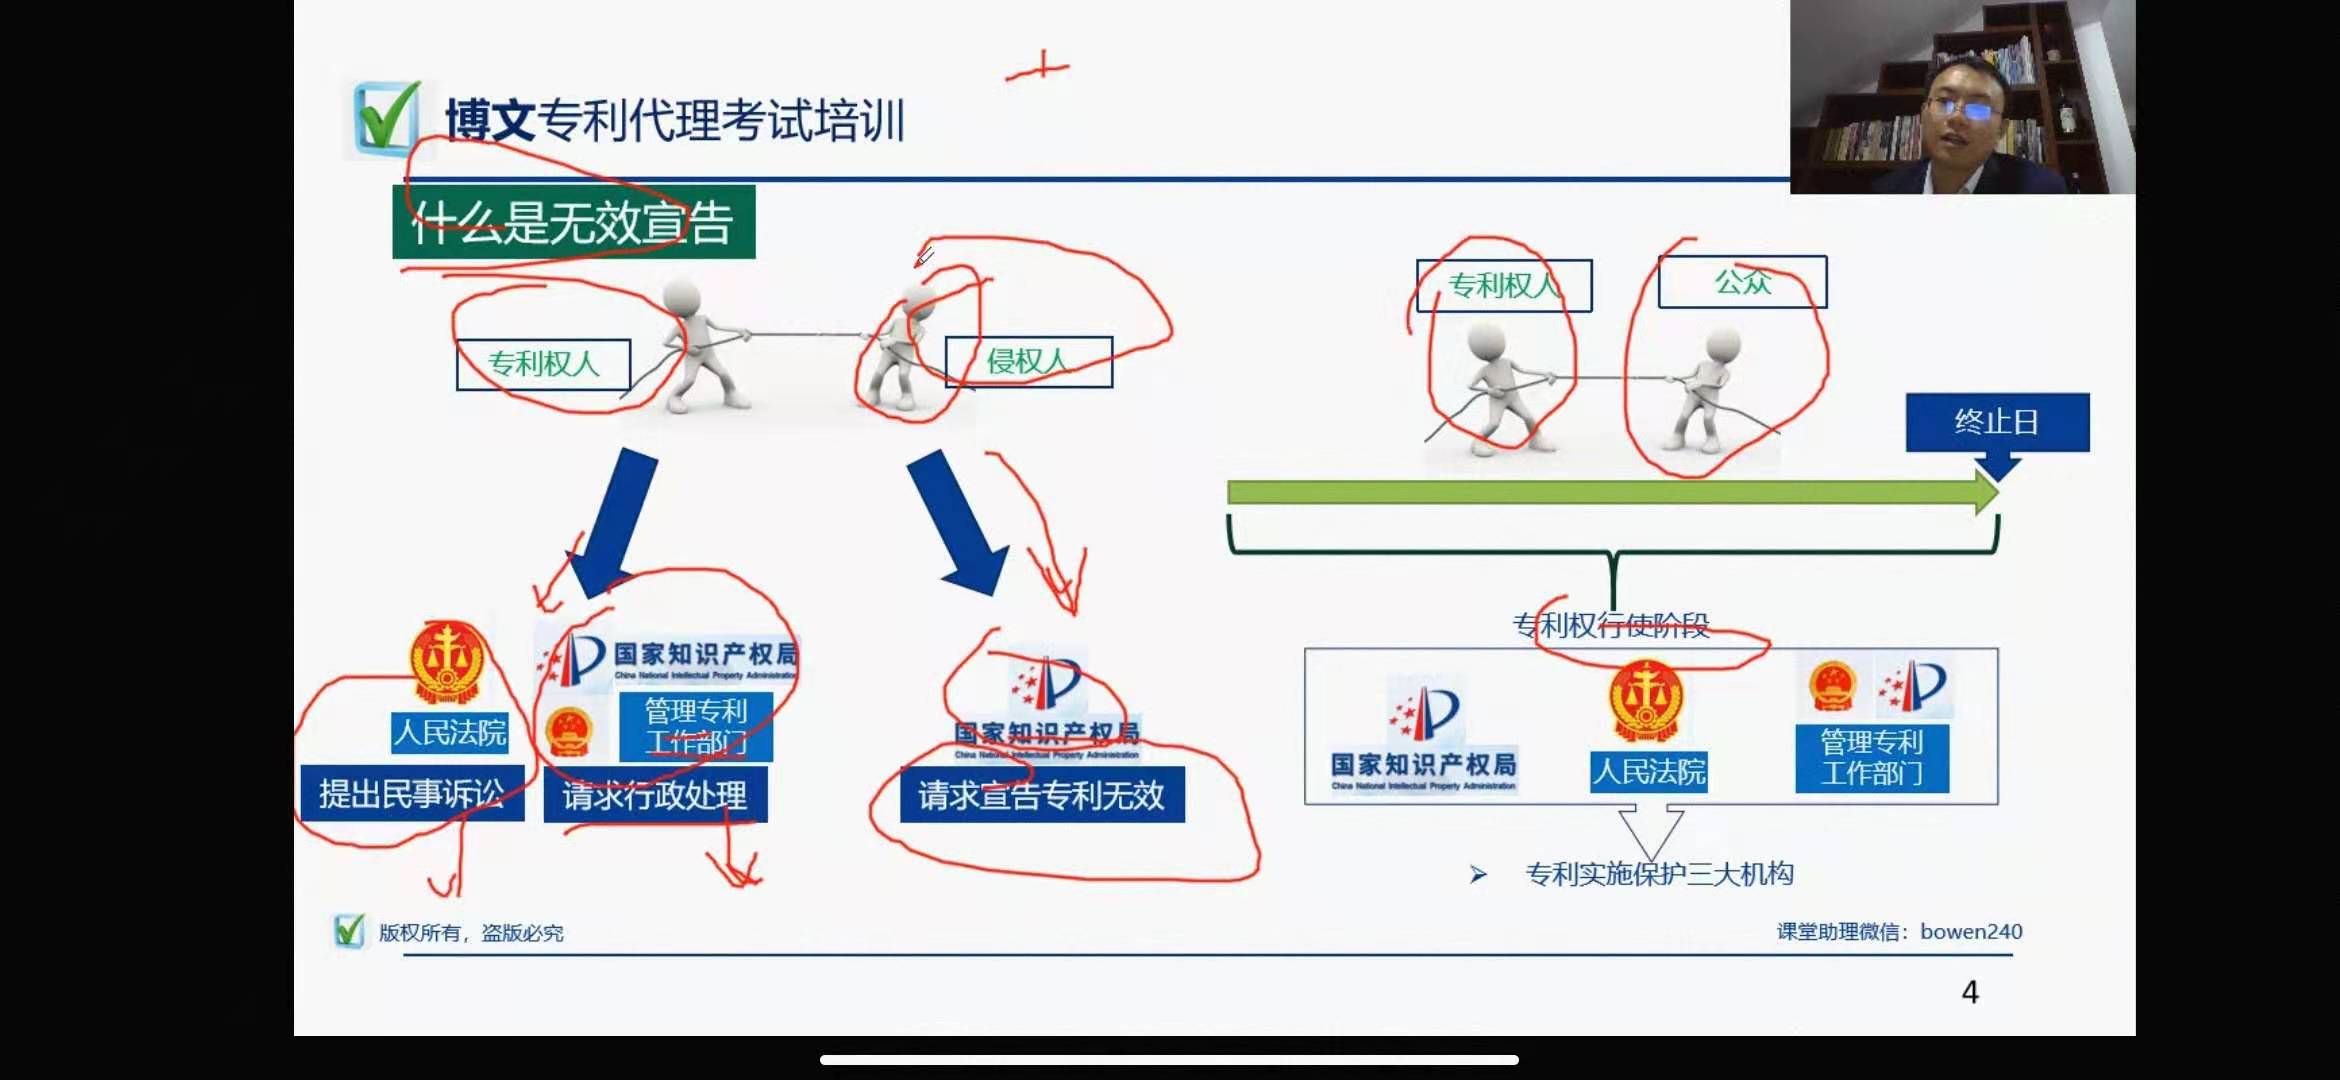 博文专利代理考试培训
什么是无效宣告
专利权人
侵权人
专利权人
公众
终止日
专利权行使阶段
人民法院
提出民事诉讼
国家知识产权局
China National Intellectual Property Administration
管理专利
工作部门
请求行政处理
国家知识产权局
China National Intellectual Property Administration
请求宣告专利无效
国家知识产权局
China National Intellectual Property Administration
人民法院
管理专利
工作部门
➢ 专利实施保护三大机构
版权所有，盗版必究
课堂助理微信：bowen240
4